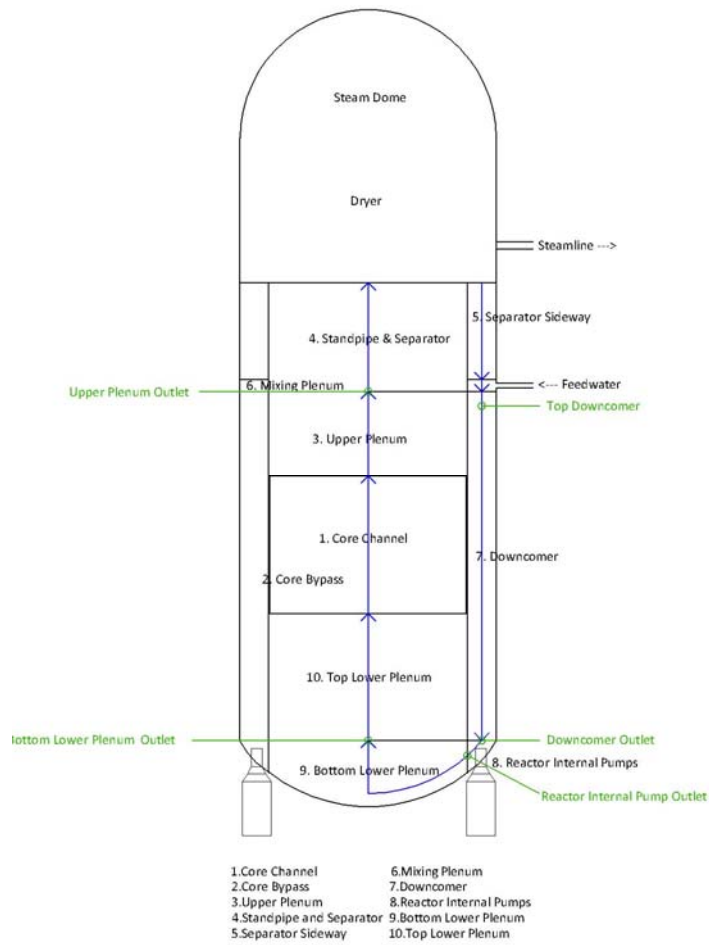 Steam Dome
Dryer
Steamline --->
5. Separator Sideway
4. Standpipe & Separator
6. Mixing Plenum
<--- Feedwater
Upper Plenum Outlet
Top Downcomer
3. Upper Plenum
1. Core Channel
7. Downcomer
2. Core Bypass
10. Top Lower Plenum
Bottom Lower Plenum Outlet
Downcomer Outlet
8. Reactor Internal Pumps
9. Bottom Lower Plenum
Reactor Internal Pump Outlet
1.Core Channel 6.Mixing Plenum
2.Core Bypass 7.Downcomer
3.Upper Plenum 8.Reactor Internal Pumps
4.Standpipe and Separator 9.Bottom Lower Plenum
5.Separator Sideway 10.Top Lower Plenum